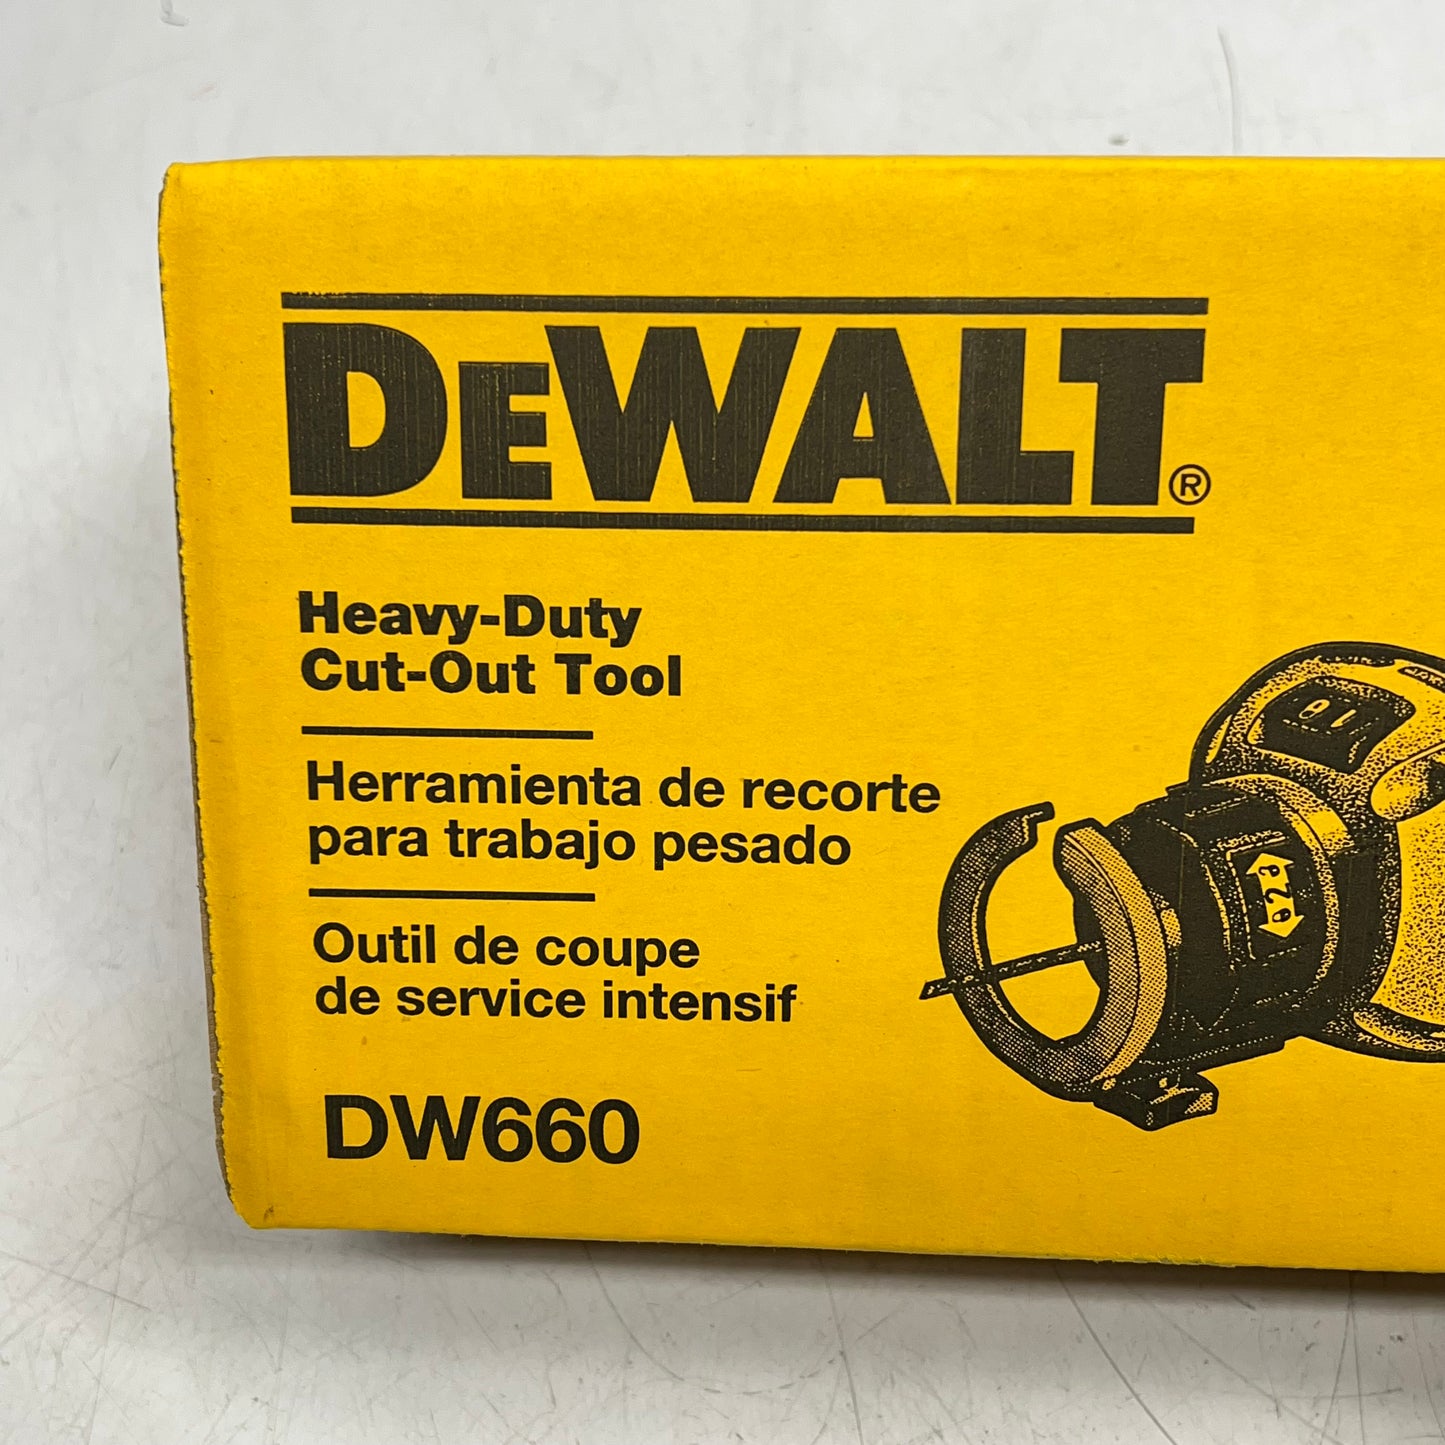 DEWALT®
Heavy-Duty
Cut-Out Tool
Herramienta de recorte
para trabajo pesado
Outil de coupe
de service intensif
DW660